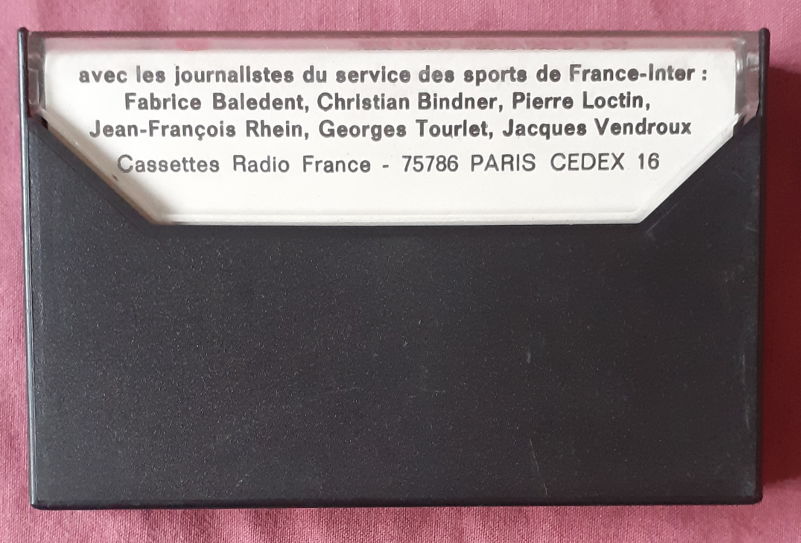 avec les journalistes du service des sports de France-Inter :
Fabrice Baledent, Christian Bindner, Pierre Loctin,
Jean-François Rhein, Georges Tourlet, Jacques Vendroux
Cassettes Radio France - 75786 PARIS CEDEX 16